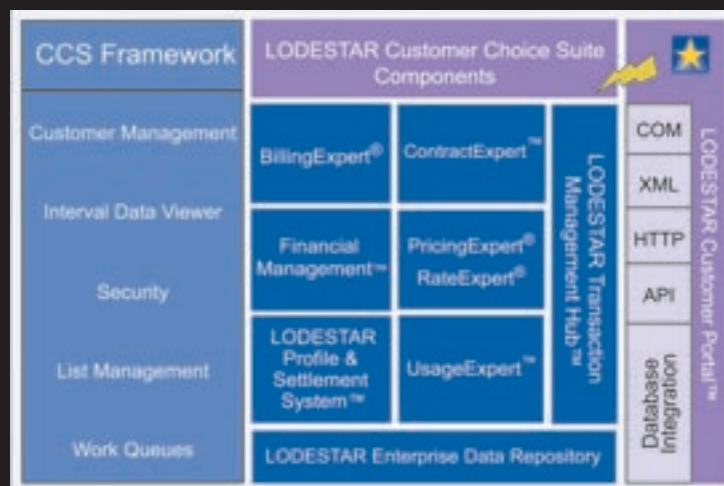 CCS Framework
Customer Management
Interval Data Viewer
Security
List Management
Work Queues
LODESTAR Customer Choice Suite
Components
BillingExpert®
ContractExpert™
Financial
Management™
PricingExpert®
RateExpert®
LODESTAR
Profile &
Settlement
System™
UsageExpert™
LODESTAR Transaction
Management Hub™
LODESTAR Enterprise Data Repository
COM
XML
HTTP
API
Database
Integration
LODESTAR Customer Portal™